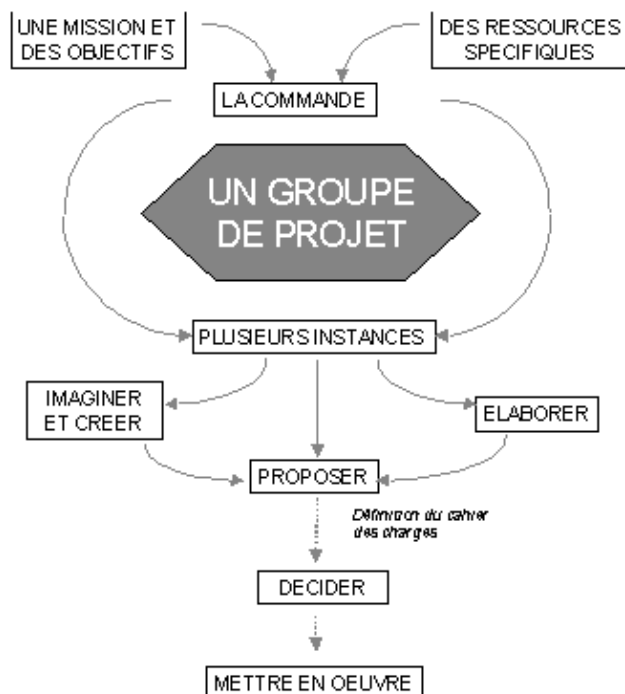 UNE MISSION ET
DES OBJECTIFS
DES RESSOURCES
SPECIFIQUES
LA COMMANDE
UN GROUPE
DE PROJET
PLUSIEURS INSTANCES
IMAGINER
ET CREER
ELABORER
PROPOSER
Définition du cahier
des charges
DECIDER
METTRE EN OEUVRE